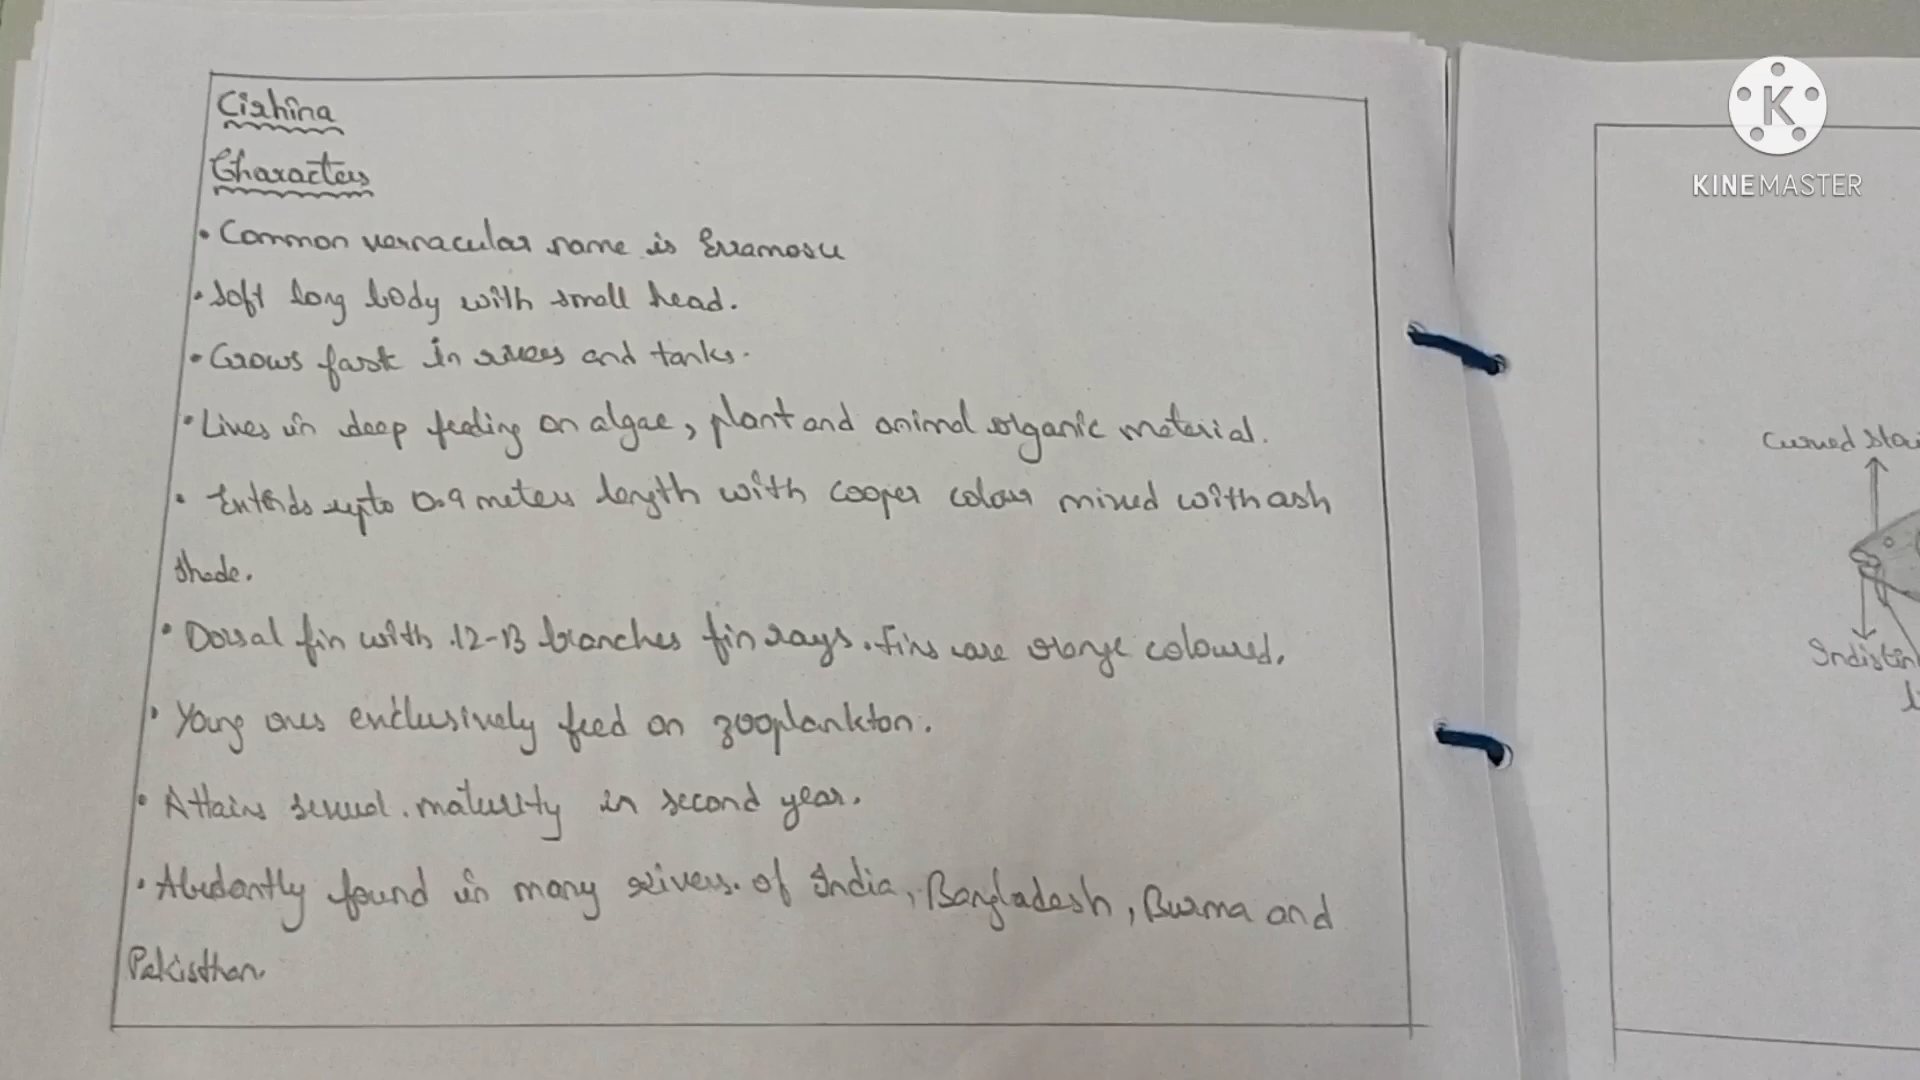 Cirhina
Characters
• Common vernacular name is Erramosu
• Soft long body with small head.
• Grows fast in rivers and tanks.
• Lives in deep feeding on algae, plant and animal organic material.
• Extends upto 0.9 meters length with cooper colour mixed with ash
shade.
• Dorsal fin with 12-13 branches fin rays. Fins are orange coloured.
• Young ones exclusively feed on zooplankton.
• Attains sexual maturity in second year.
• Abudantly found in many rivers of India, Bangladesh, Burma and
Pakisthan.
K
KINEMASTER
Curved